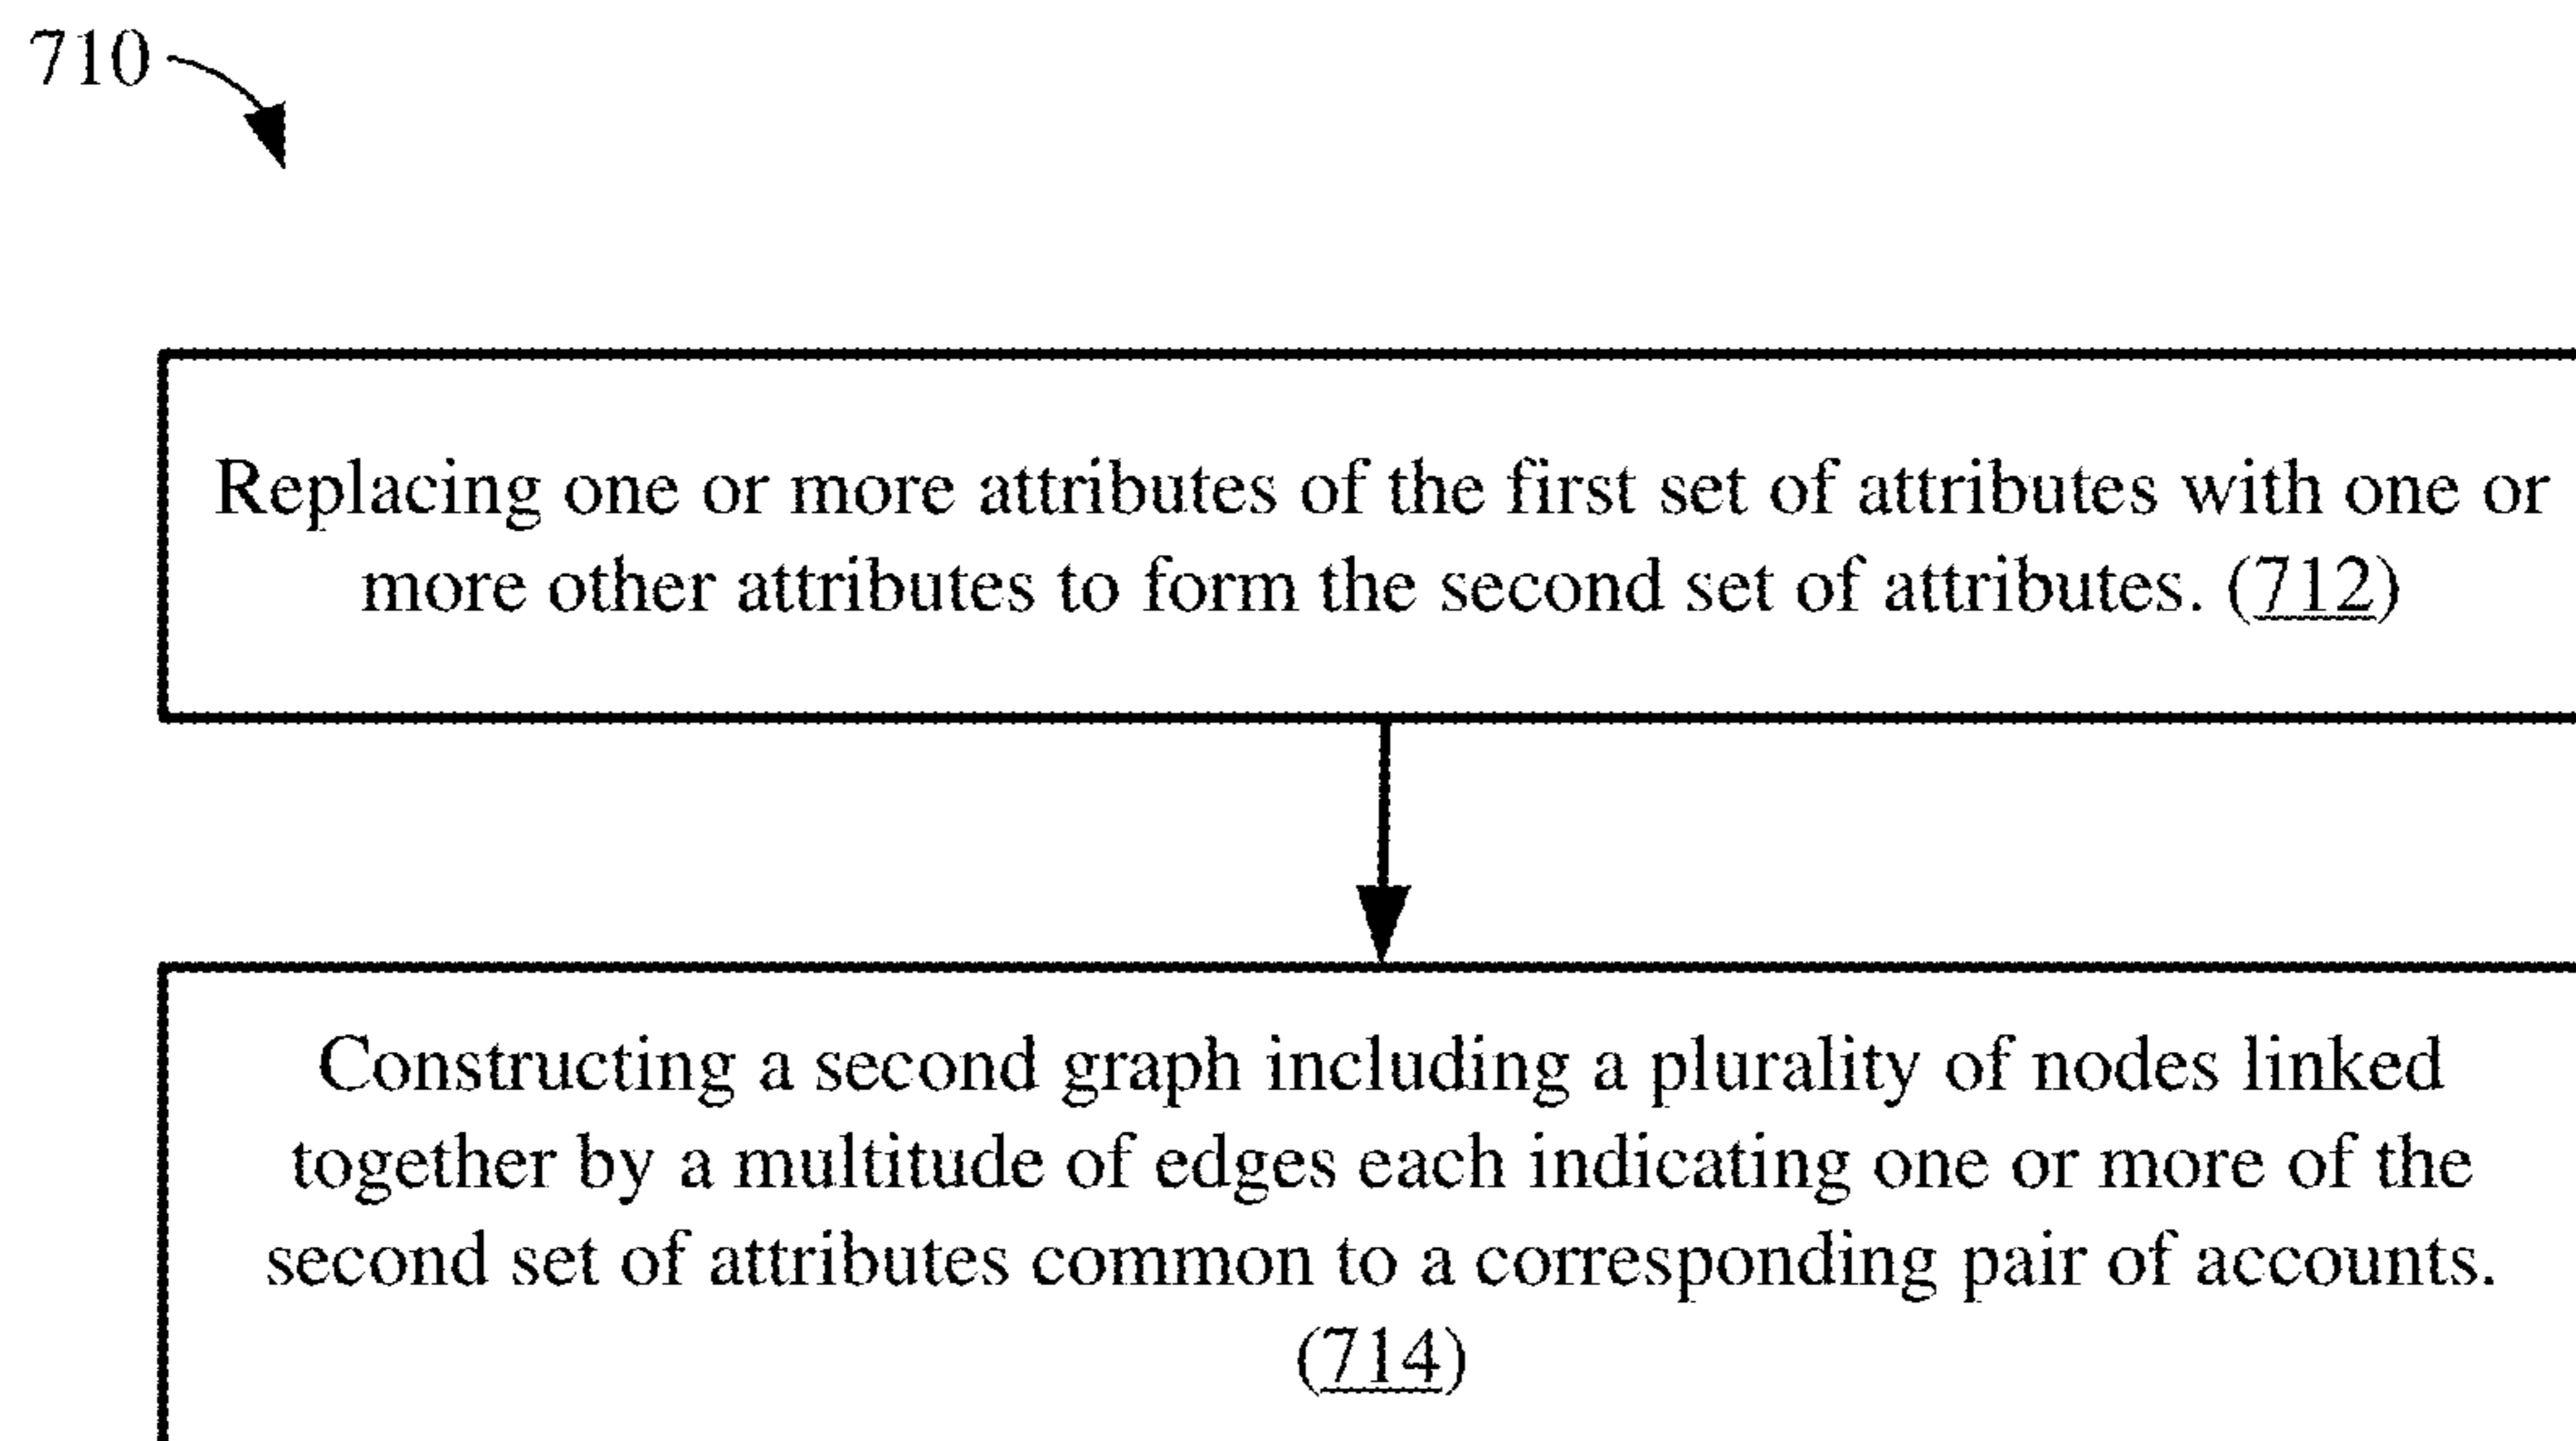 710
Replacing one or more attributes of the first set of attributes with one or
more other attributes to form the second set of attributes. (712)
Constructing a second graph including a plurality of nodes linked
together by a multitude of edges each indicating one or more of the
second set of attributes common to a corresponding pair of accounts.
(714)